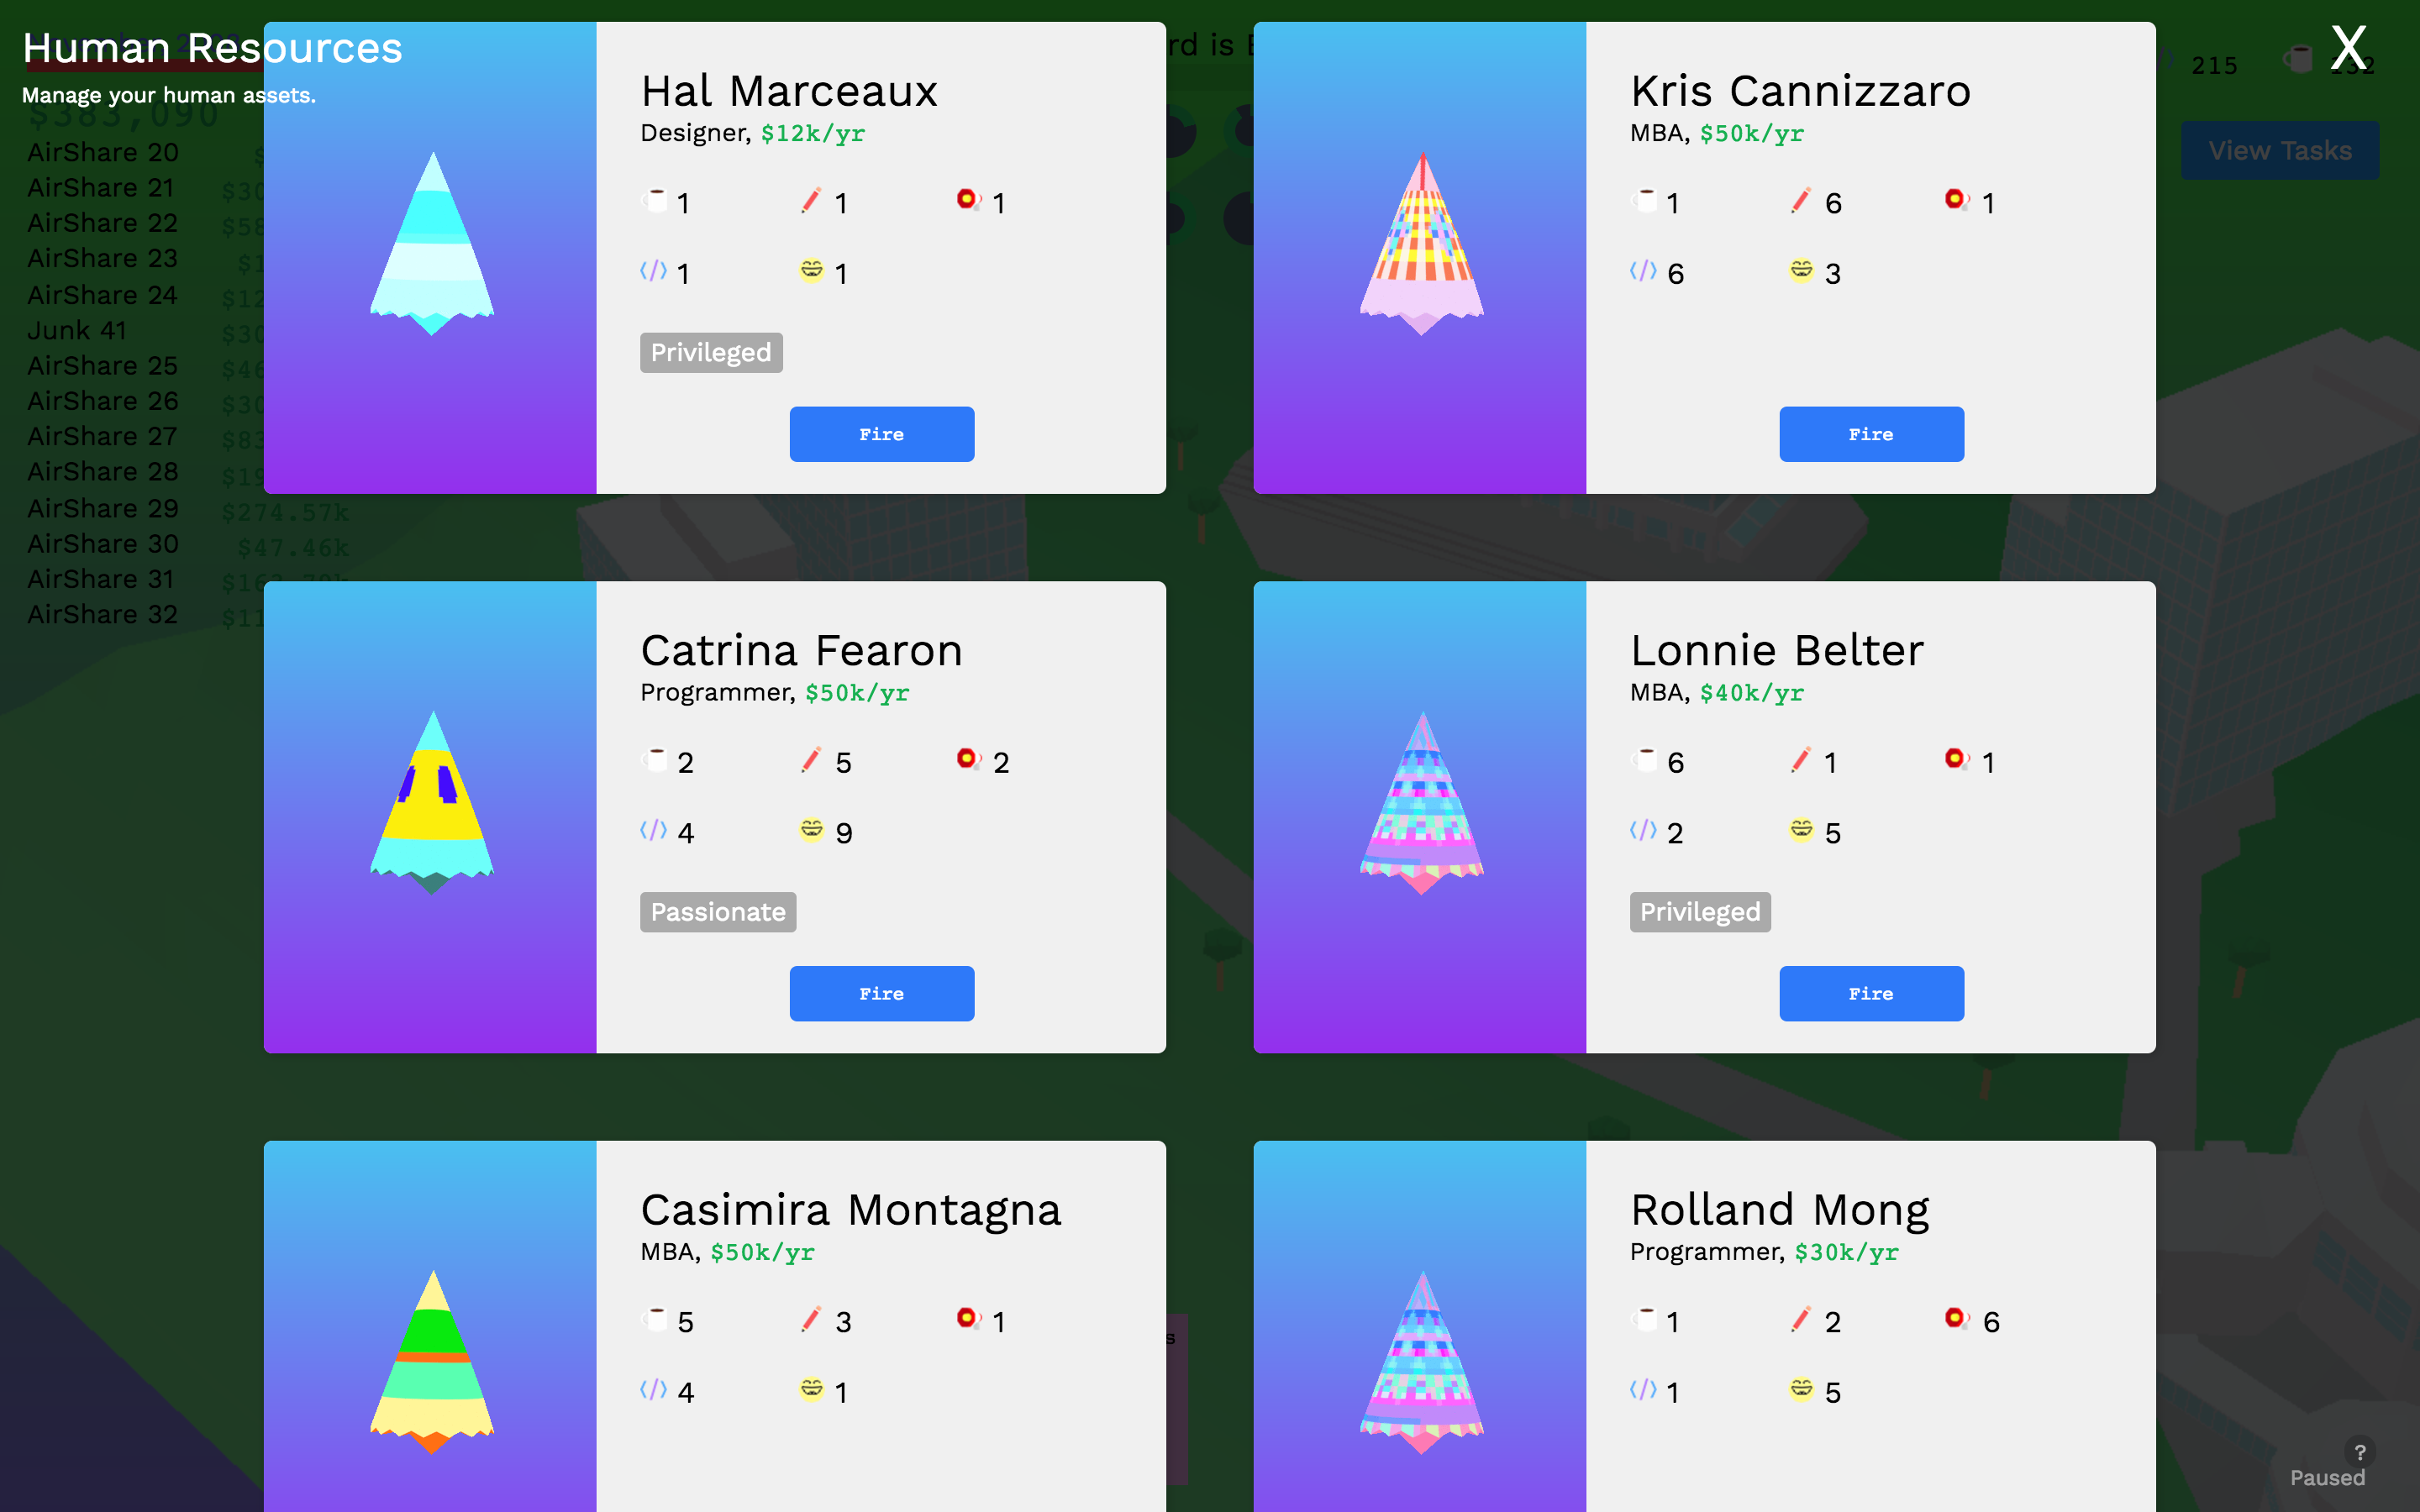 Human Resources
Manage your human assets.
X
$383,090
215
132
View Tasks
AirShare 20
AirShare 21
AirShare 22
AirShare 23
AirShare 24
Junk 41
AirShare 25
AirShare 26
AirShare 27
AirShare 28
AirShare 29 $274.57k
AirShare 30 $47.46k
AirShare 31
AirShare 32
Hal Marceaux
Designer, $12k/yr
1 1 1
1 1
Privileged
Fire
Kris Cannizzaro
MBA, $50k/yr
1 6 1
6 3
Fire
Catrina Fearon
Programmer, $50k/yr
2 5 2
4 9
Passionate
Fire
Lonnie Belter
MBA, $40k/yr
6 1 1
2 5
Privileged
Fire
Casimira Montagna
MBA, $50k/yr
5 3 1
4 1
Rolland Mong
Programmer, $30k/yr
1 2 6
1 5
?
Paused